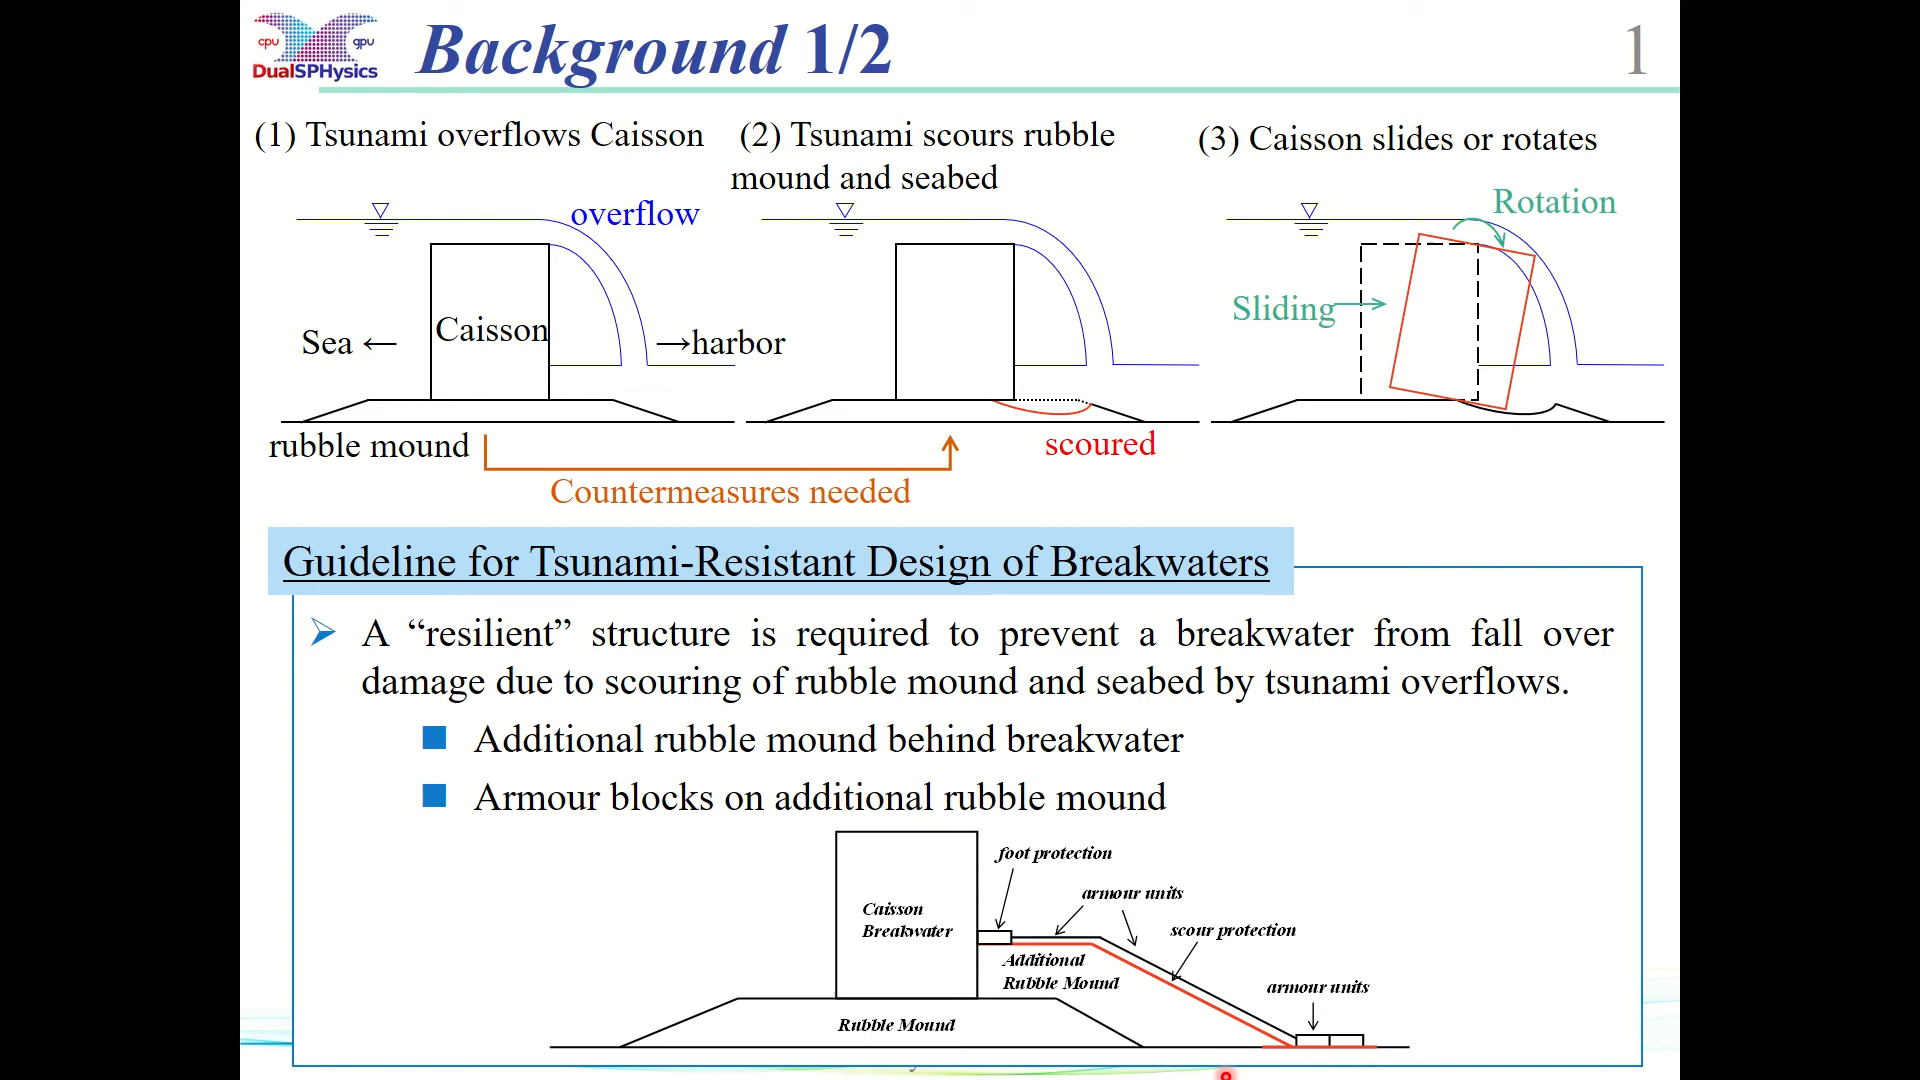 cpu gpu
DualSPHysics
Background 1/2
1
(1) Tsunami overflows Caisson
(2) Tsunami scours rubble
mound and seabed
(3) Caisson slides or rotates
overflow
Caisson
Sea ←
→harbor
rubble mound
scoured
Countermeasures needed
Rotation
Sliding
Guideline for Tsunami-Resistant Design of Breakwaters
➢ A “resilient” structure is required to prevent a breakwater from fall over
damage due to scouring of rubble mound and seabed by tsunami overflows.
■ Additional rubble mound behind breakwater
■ Armour blocks on additional rubble mound
foot protection
armour units
Caisson
Breakwater
scour protection
Additional
Rubble Mound
armour units
Rubble Mound